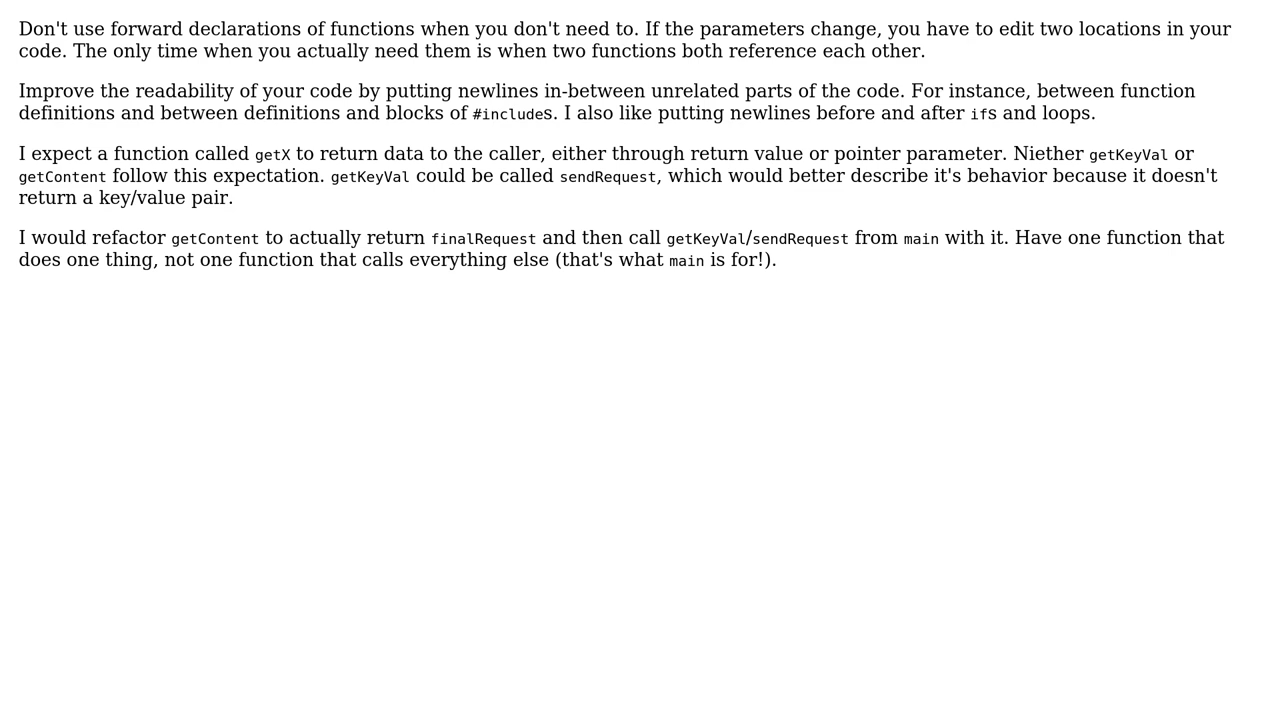 Don't use forward declarations of functions when you don't need to. If the parameters change, you have to edit two locations in your
code. The only time when you actually need them is when two functions both reference each other.
Improve the readability of your code by putting newlines in-between unrelated parts of the code. For instance, between function
definitions and between definitions and blocks of #includes. I also like putting newlines before and after ifs and loops.
I expect a function called getX to return data to the caller, either through return value or pointer parameter. Niether getKeyVal or
getContent follow this expectation. getKeyVal could be called sendRequest, which would better describe it's behavior because it doesn't
return a key/value pair.
I would refactor getContent to actually return finalRequest and then call getKeyVal/sendRequest from main with it. Have one function that
does one thing, not one function that calls everything else (that's what main is for!).